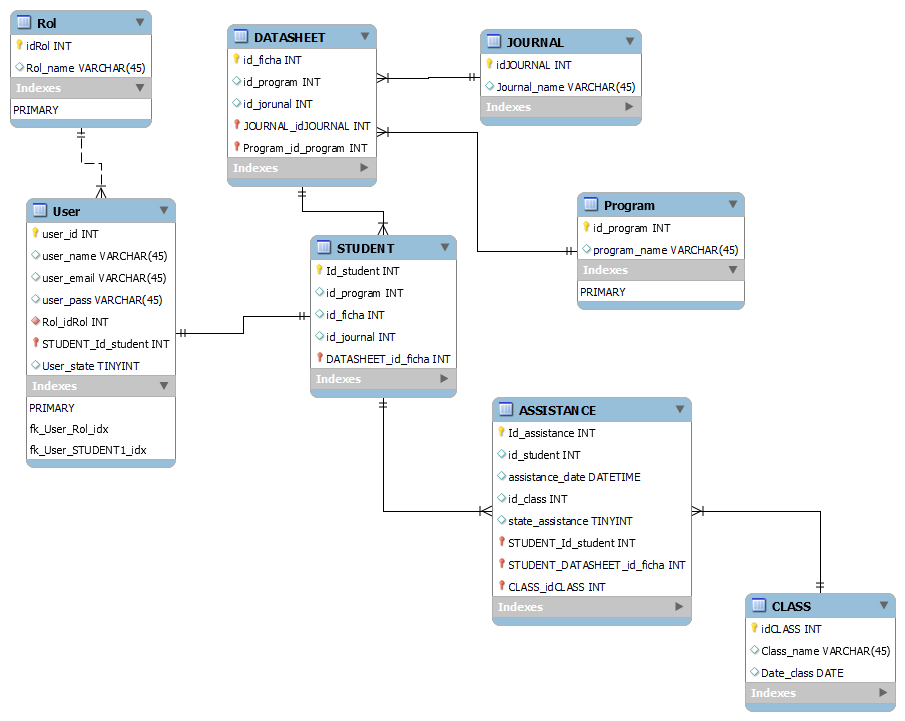 Rol
idRol INT
Rol_name VARCHAR(45)
Indexes
PRIMARY
DATASHEET
id_ficha INT
id_program INT
id_jorunal INT
JOURNAL_idJOURNAL INT
Program_id_program INT
Indexes
JOURNAL
idJOURNAL INT
Journal_name VARCHAR(45)
Indexes
User
user_id INT
user_name VARCHAR(45)
user_email VARCHAR(45)
user_pass VARCHAR(45)
Rol_idRol INT
STUDENT_Id_student INT
User_state TINYINT
Indexes
PRIMARY
fk_User_Rol_idx
fk_User_STUDENT1_idx
Program
id_program INT
program_name VARCHAR(45)
Indexes
PRIMARY
STUDENT
Id_student INT
id_program INT
id_ficha INT
id_journal INT
DATASHEET_id_ficha INT
Indexes
ASSISTANCE
Id_assistance INT
id_student INT
assistance_date DATETIME
id_class INT
state_assistance TINYINT
STUDENT_Id_student INT
STUDENT_DATASHEET_id_ficha INT
CLASS_idCLASS INT
Indexes
CLASS
idCLASS INT
Class_name VARCHAR(45)
Date_class DATE
Indexes